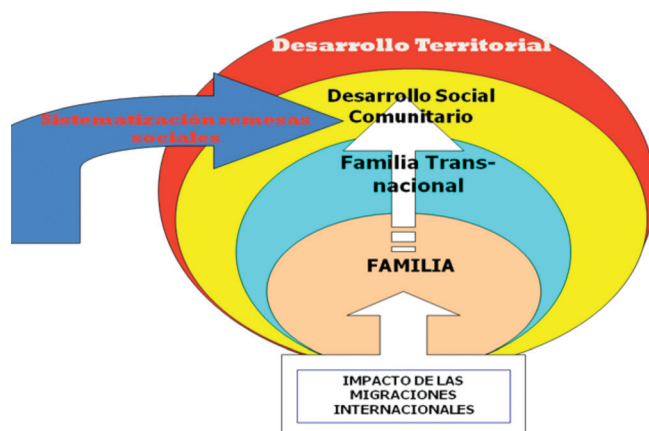 Desarrollo Territorial
Desarrollo Social
Comunitario
Sistematización remesas
sociales
Familia Trans-
nacional
FAMILIA
IMPACTO DE LAS
MIGRACIONES
INTERNACIONALES